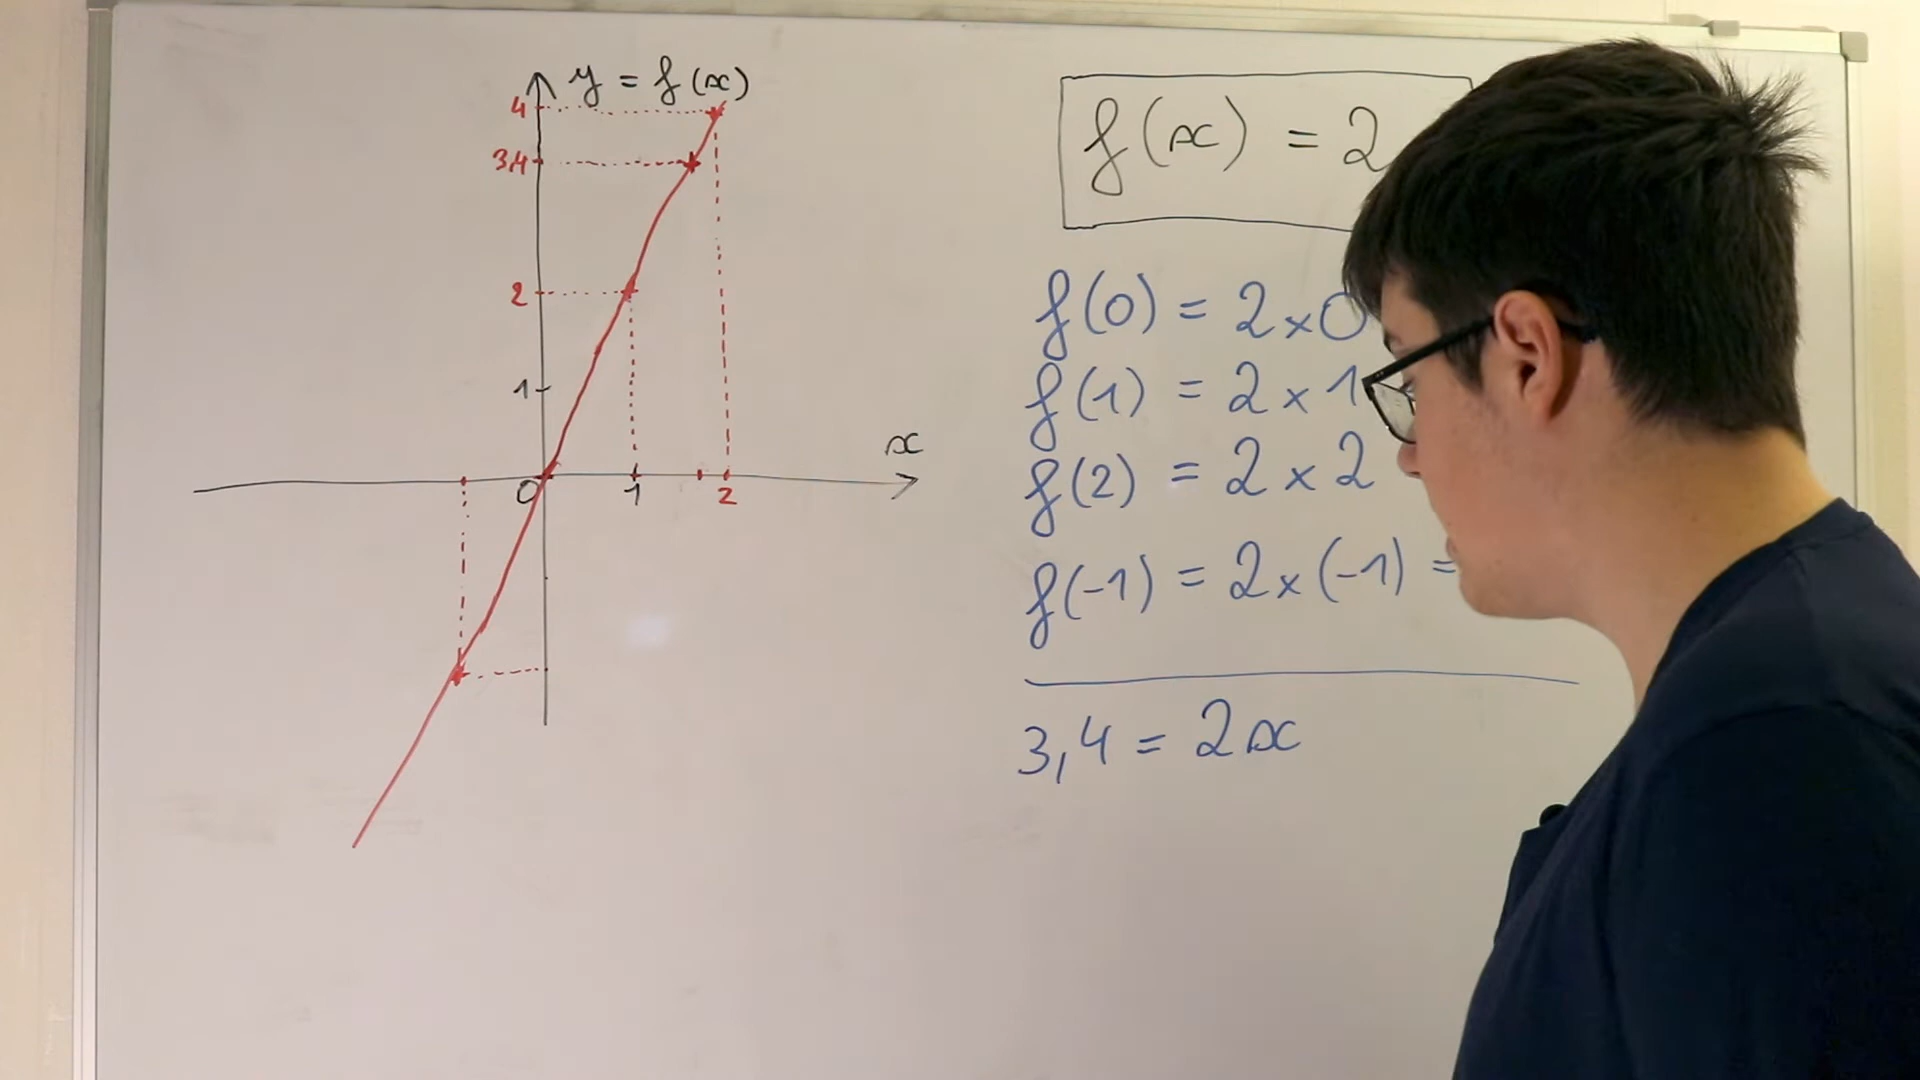 y = f(x)
4
3,4
2
1
x
0
1
2
f(x) = 2
f(0) = 2×0
f(1) = 2×1
f(2) = 2×2
f(-1) = 2×(-1) =
3,4 = 2x